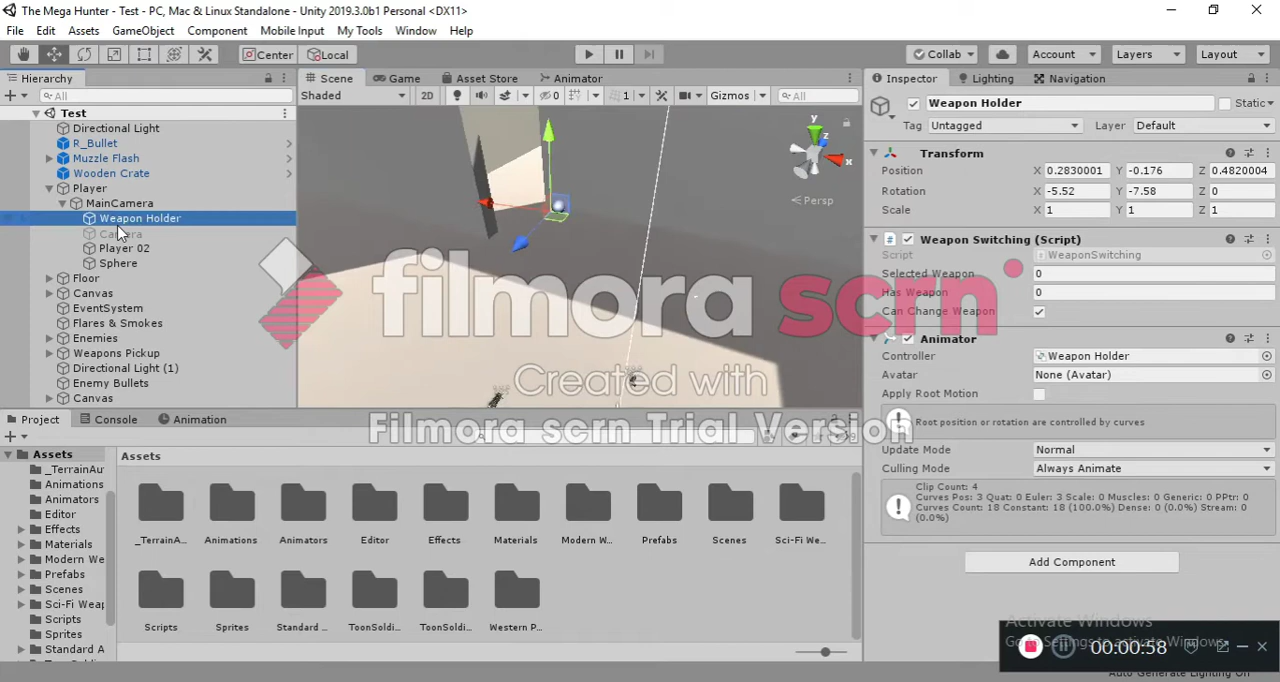 The Mega Hunter - Test - PC, Mac & Linux Standalone - Unity 2019.3.0b1 Personal <DX11>
File Edit Assets GameObject Component Mobile Input My Tools Window Help
Center Local Collab Account Layers Layout
Hierarchy Scene Game Asset Store Animator Inspector Lighting Navigation
All Shaded 2D 0 1 Gizmos All
Weapon Holder Static
Tag Untagged Layer Default
Test
Directional Light
R_Bullet
Muzzle Flash
Wooden Crate
Player
MainCamera
Weapon Holder
Camera
Player 02
Sphere
Floor
Canvas
EventSystem
Flares & Smokes
Enemies
Weapons Pickup
Directional Light (1)
Enemy Bullets
Canvas
y
x
Persp
Transform
Position X 0.2830001 Y -0.176 Z 0.4820004
Rotation X -5.52 Y -7.58 Z 0
Scale X 1 Y 1 Z 1
Weapon Switching (Script)
Script WeaponSwitching
Selected Weapon 0
Has Weapon 0
Can Change Weapon
Animator
Controller Weapon Holder
Avatar None (Avatar)
Apply Root Motion
Root position or rotation are controlled by curves
Update Mode Normal
Culling Mode Always Animate
Clip Count: 4
Curves Pos: 3 Quat: 0 Euler: 3 Scale: 0 Muscles: 0 Generic: 0 PPtr: 0
Curves Count: 18 Constant: 18 (100.0%) Dense: 0 (0.0%) Stream: 0
(0.0%)
Add Component
filmora scrn
Created with
Filmora scrn Trial Version
Project Console Animation
Assets
_TerrainAu
Animations
Animators
Editor
Effects
Materials
Modern We
Prefabs
Scenes
Sci-Fi Weap
Scripts
Sprites
Standard A
Assets
_TerrainA... Animations Animators Editor Effects Materials Modern W... Prefabs Scenes Sci-Fi We...
Scripts Sprites Standard ... ToonSoldi... ToonSoldi... Western P...
Activate Windows
Go to Settings to activate Windows.
00:00:58
Auto Generate Lighting On